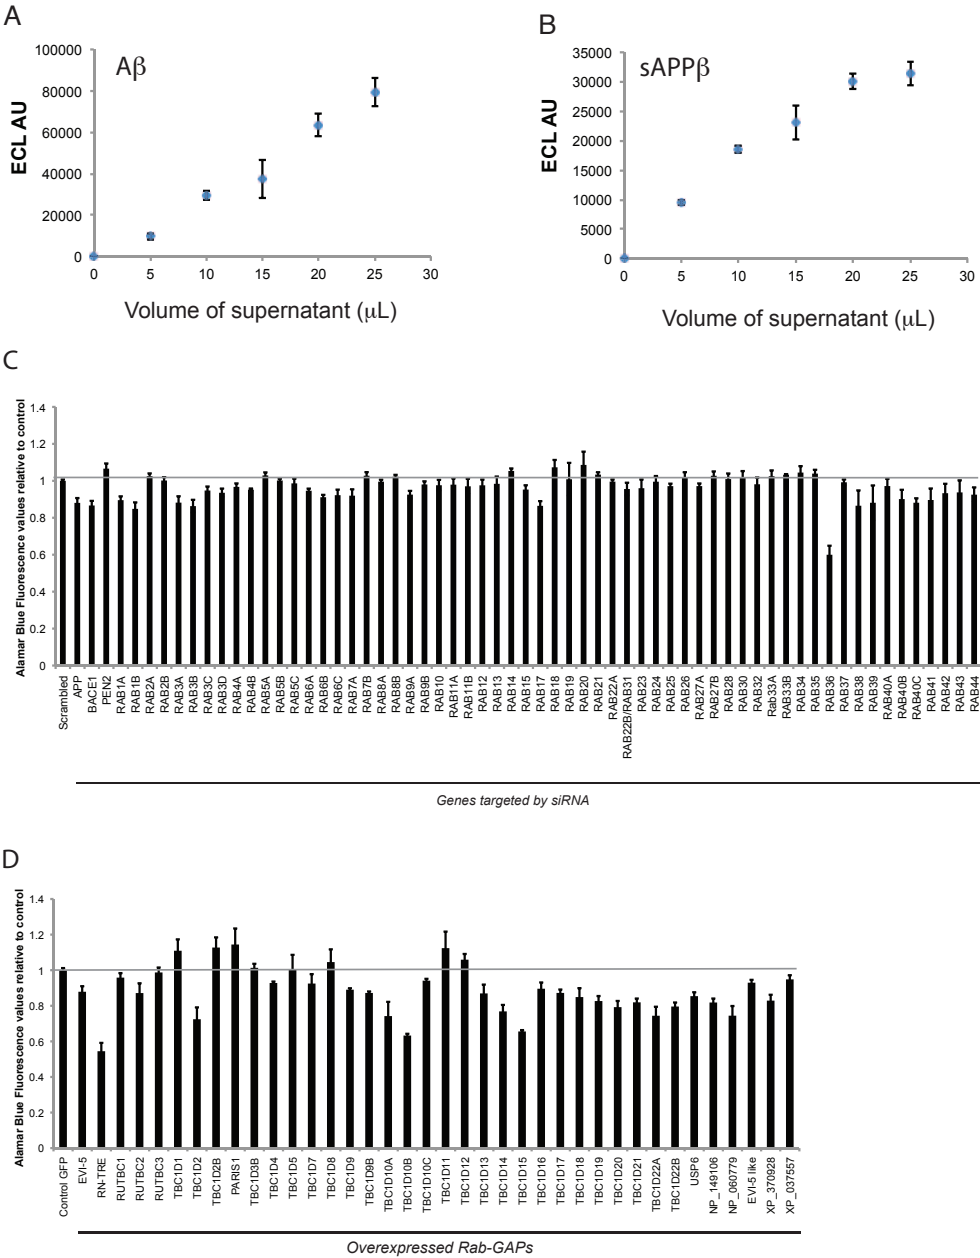 A
Aβ
ECL AU
100000
80000
60000
40000
20000
0
0 5 10 15 20 25 30
Volume of supernatant (μL)
B
sAPPβ
ECL AU
35000
30000
25000
20000
15000
10000
5000
0
0 5 10 15 20 25 30
Volume of supernatant (μL)
C
Alamar Blue Fluorescence values relative to control
1.4
1.2
1
0.8
0.6
0.4
0.2
0
Scrambled
APP
BACE1
PEN2
RAB1A
RAB1B
RAB2A
RAB2B
RAB3A
RAB3B
RAB3C
RAB3D
RAB4A
RAB4B
RAB5A
RAB5B
RAB5C
RAB6A
RAB6B
RAB6C
RAB7A
RAB7B
RAB8A
RAB8B
RAB9A
RAB9B
RAB10
RAB11A
RAB11B
RAB12
RAB13
RAB14
RAB15
RAB17
RAB18
RAB19
RAB20
RAB21
RAB22A
RAB22B/RAB31
RAB23
RAB24
RAB25
RAB26
RAB27A
RAB27B
RAB28
RAB30
RAB32
Rab33A
RAB33B
RAB34
RAB35
RAB36
RAB37
RAB38
RAB39
RAB40A
RAB40B
RAB40C
RAB41
RAB42
RAB43
RAB44
Genes targeted by siRNA
D
Alamar Blue Fluorescence values relative to control
1.4
1.2
1
0.8
0.6
0.4
0.2
0
Control GFP
EVI-5
RN-TRE
RUTBC1
RUTBC2
RUTBC3
TBC1D1
TBC1D2
TBC1D2B
PARIS1
TBC1D3B
TBC1D4
TBC1D5
TBC1D7
TBC1D8
TBC1D9
TBC1D9B
TBC1D10A
TBC1D10B
TBC1D10C
TBC1D11
TBC1D12
TBC1D13
TBC1D14
TBC1D15
TBC1D16
TBC1D17
TBC1D18
TBC1D19
TBC1D20
TBC1D21
TBC1D22A
TBC1D22B
USP6
NP_149106
NP_060779
EVI-5 like
XP_370928
XP_037557
Overexpressed Rab-GAPs